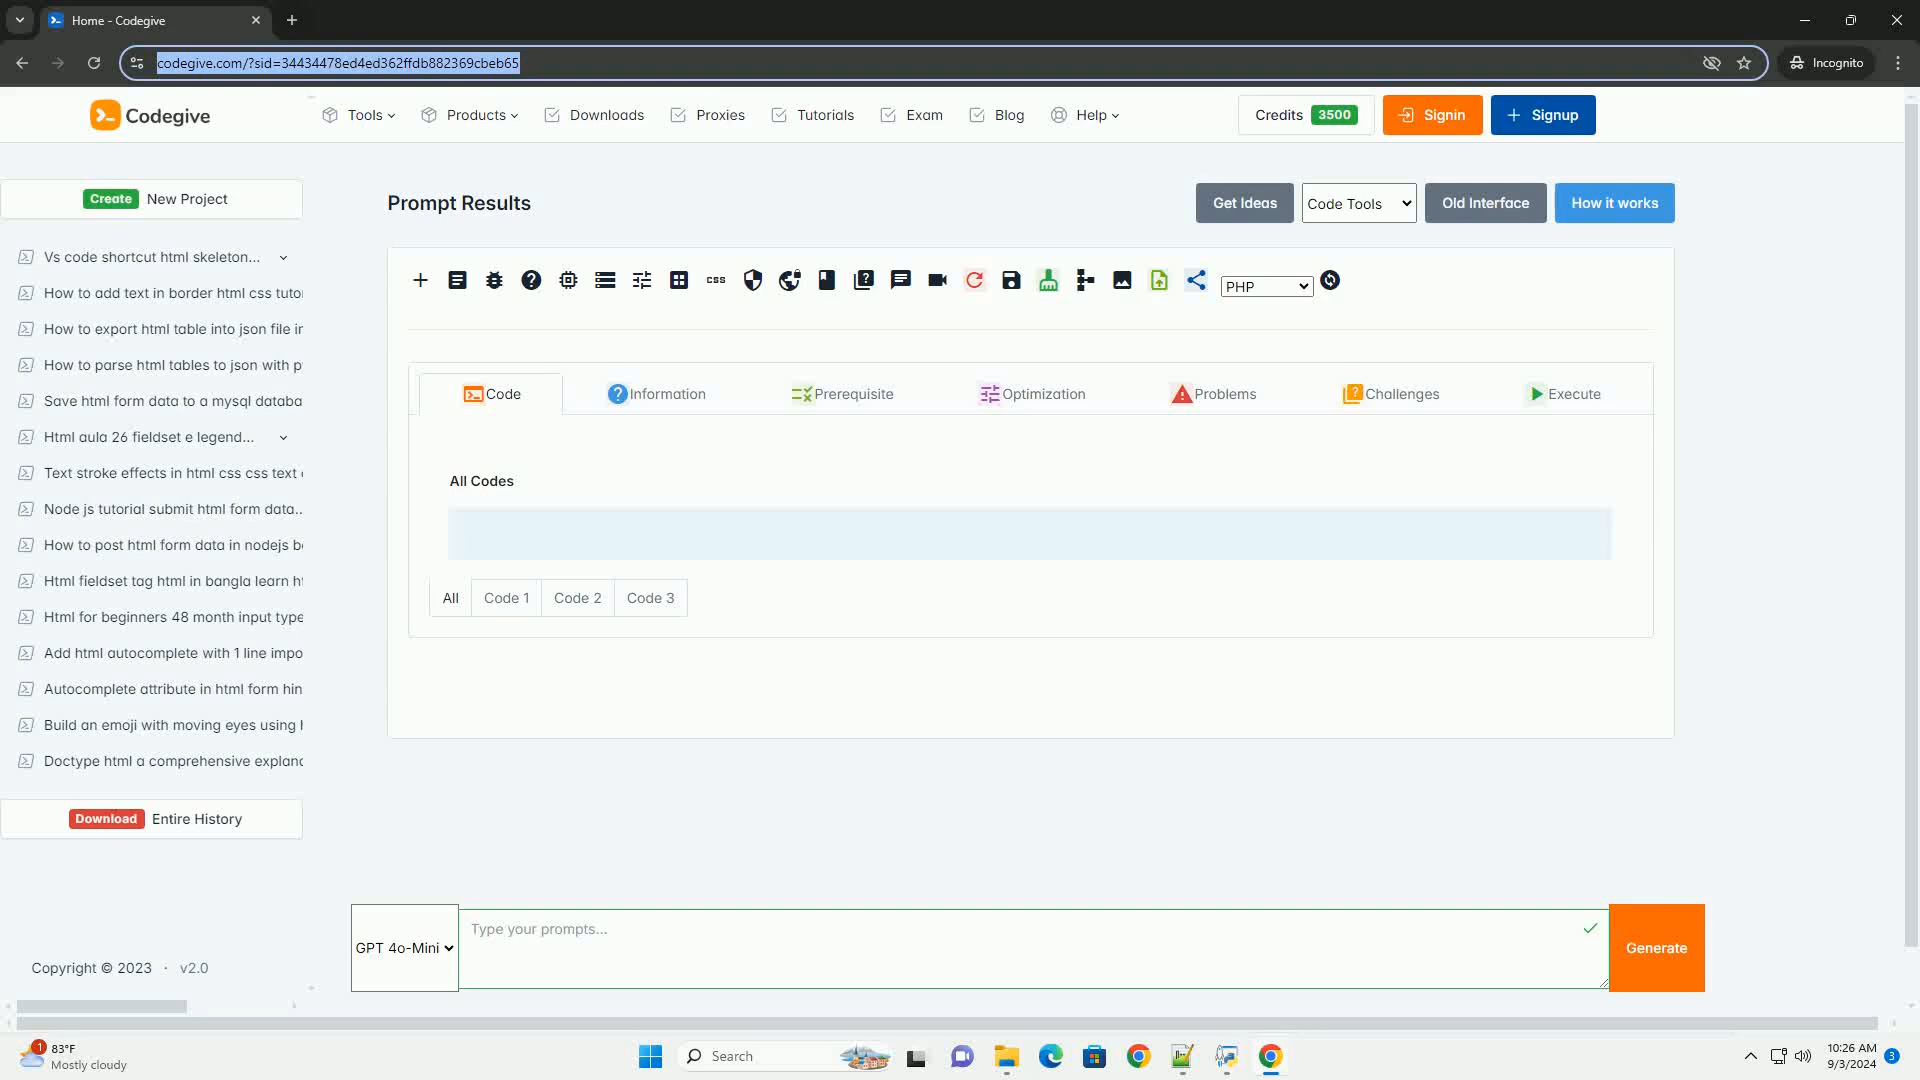 Home - Codegive
codegive.com/?sid=34434478ed4ed362ffdb882369cbeb65
Incognito
Codegive
Tools
Products
Downloads
Proxies
Tutorials
Exam
Blog
Help
Credits 3500
Signin
Signup
Create New Project
Vs code shortcut html skeleton...
How to add text in border html css tuto
How to export html table into json file in
How to parse html tables to json with p
Save html form data to a mysql databa
Html aula 26 fieldset e legend...
Text stroke effects in html css css text
Node js tutorial submit html form data..
How to post html form data in nodejs b
Html fieldset tag html in bangla learn h
Html for beginners 48 month input type
Add html autocomplete with 1 line impo
Autocomplete attribute in html form hin
Build an emoji with moving eyes using
Doctype html a comprehensive explan
Download Entire History
Copyright © 2023 · v2.0
Prompt Results
Get Ideas
Code Tools
Old Interface
How it works
css
PHP
Code
Information
Prerequisite
Optimization
Problems
Challenges
Execute
All Codes
All
Code 1
Code 2
Code 3
GPT 4o-Mini
Type your prompts...
Generate
1
83°F
Mostly cloudy
Search
10:26 AM
9/3/2024
3